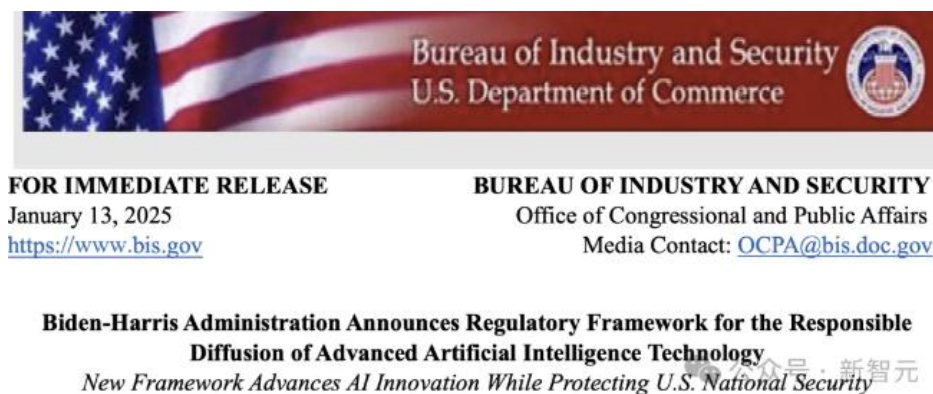 Bureau of Industry and Security
U.S. Department of Commerce
FOR IMMEDIATE RELEASE
BUREAU OF INDUSTRY AND SECURITY
January 13, 2025
Office of Congressional and Public Affairs
https://www.bis.gov
Media Contact: OCPA@bis.doc.gov
Biden-Harris Administration Announces Regulatory Framework for the Responsible
Diffusion of Advanced Artificial Intelligence Technology
New Framework Advances AI Innovation While Protecting U.S. National Security
公众号 · 新智元